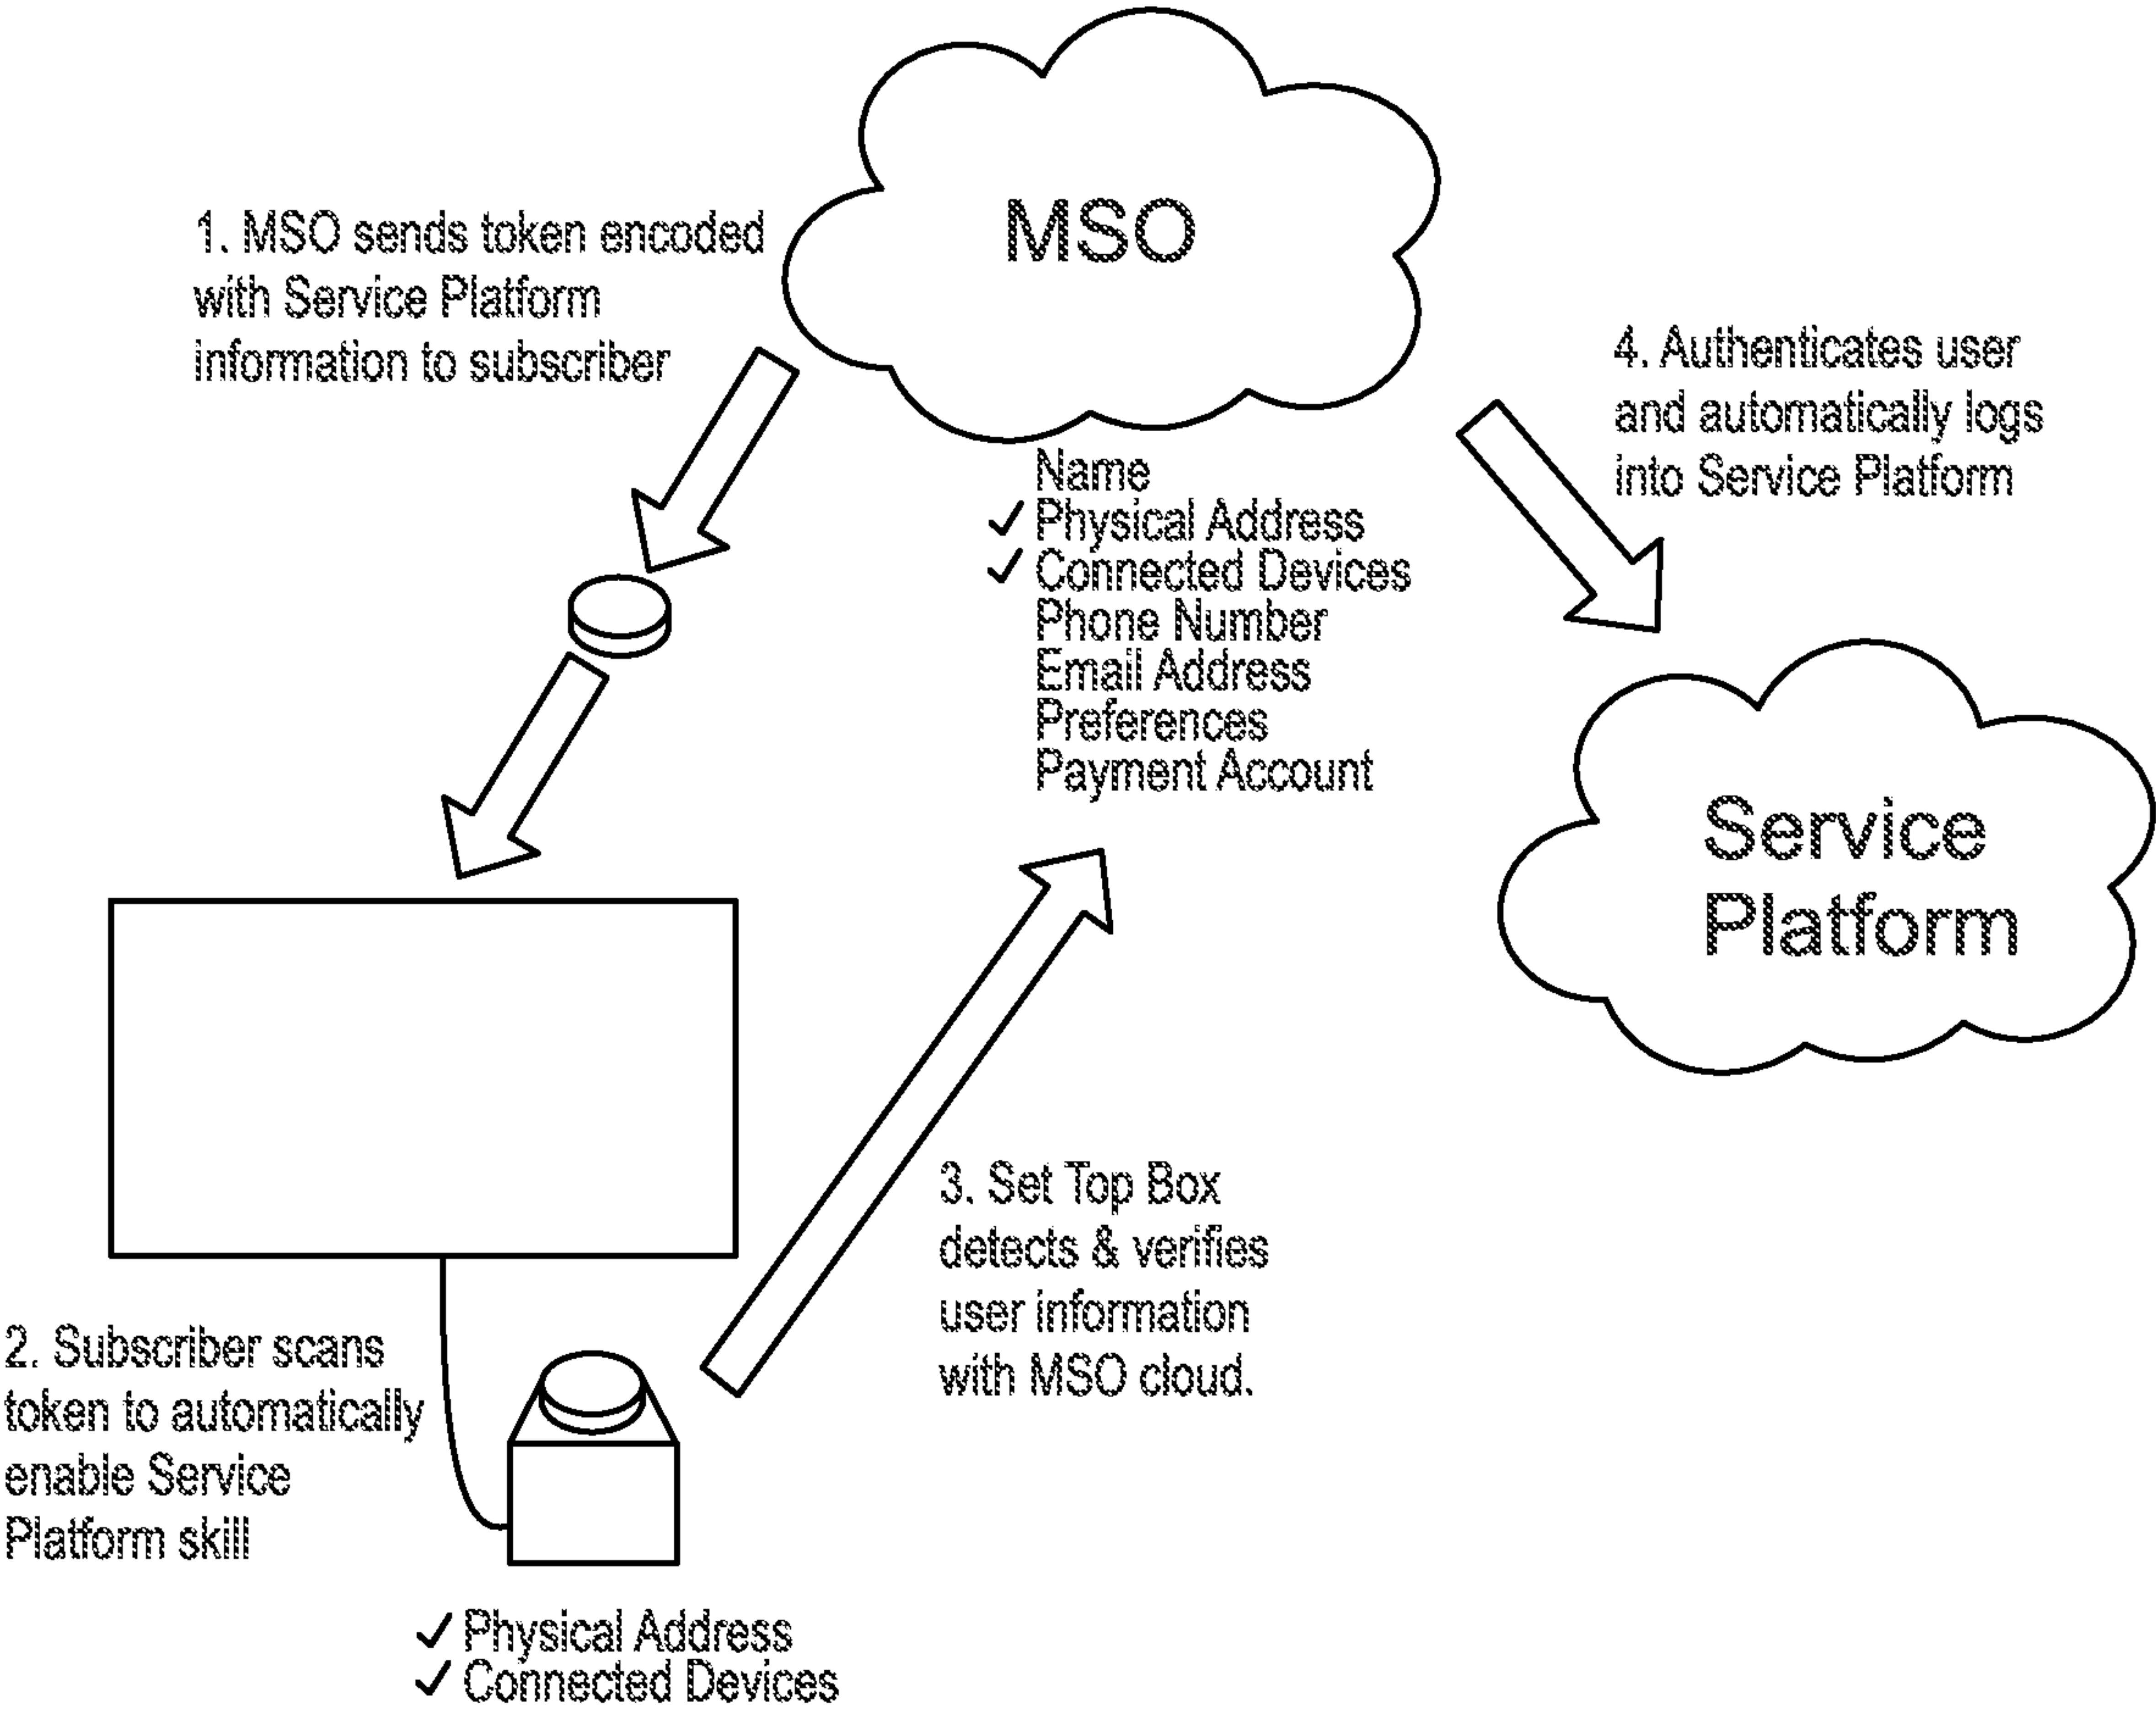 MSO
1. MSO sends token encoded
with Service Platform
information to subscriber
4. Authenticates user
and automatically logs
into Service Platform
Name
✓ Physical Address
✓ Connected Devices
Phone Number
Email Address
Preferences
Payment Account
Service
Platform
3. Set Top Box
detects & verifies
user information
with MSO cloud.
2. Subscriber scans
token to automatically
enable Service
Platform skill
✓ Physical Address
✓ Connected Devices